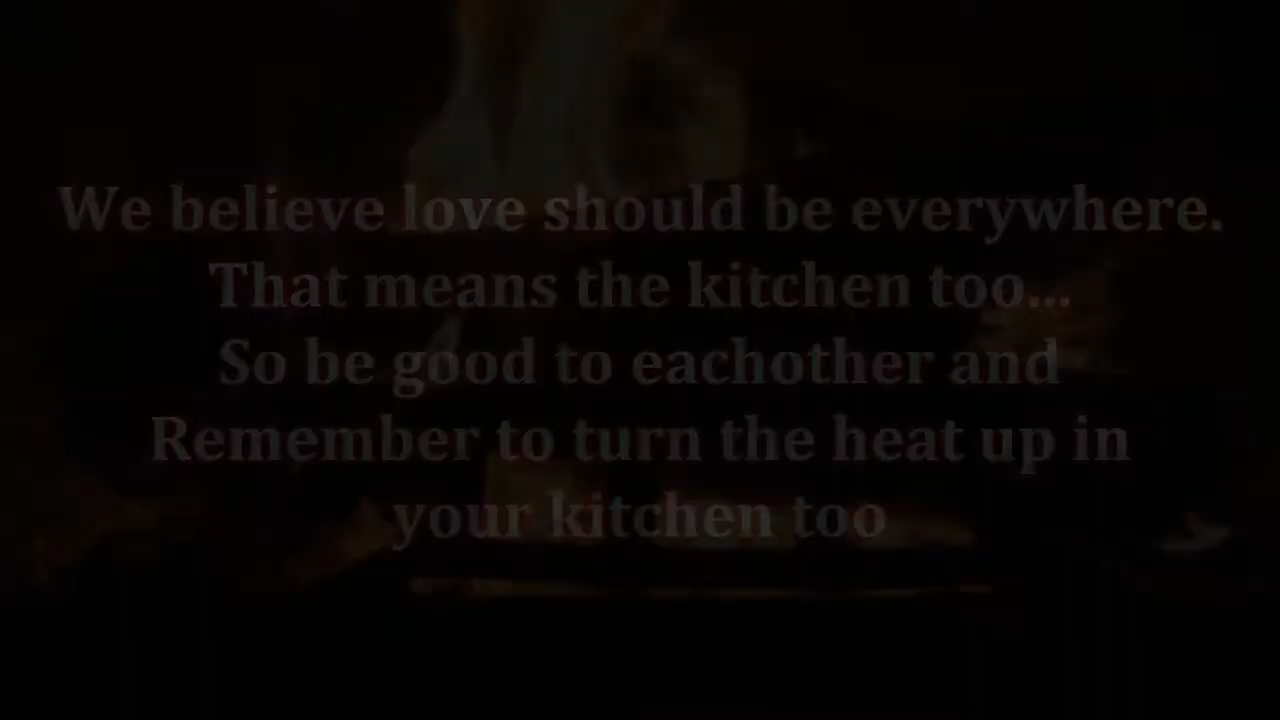 We believe love should be everywhere.
That means the kitchen too...
So be good to eachother and
Remember to turn the heat up in
your kitchen too